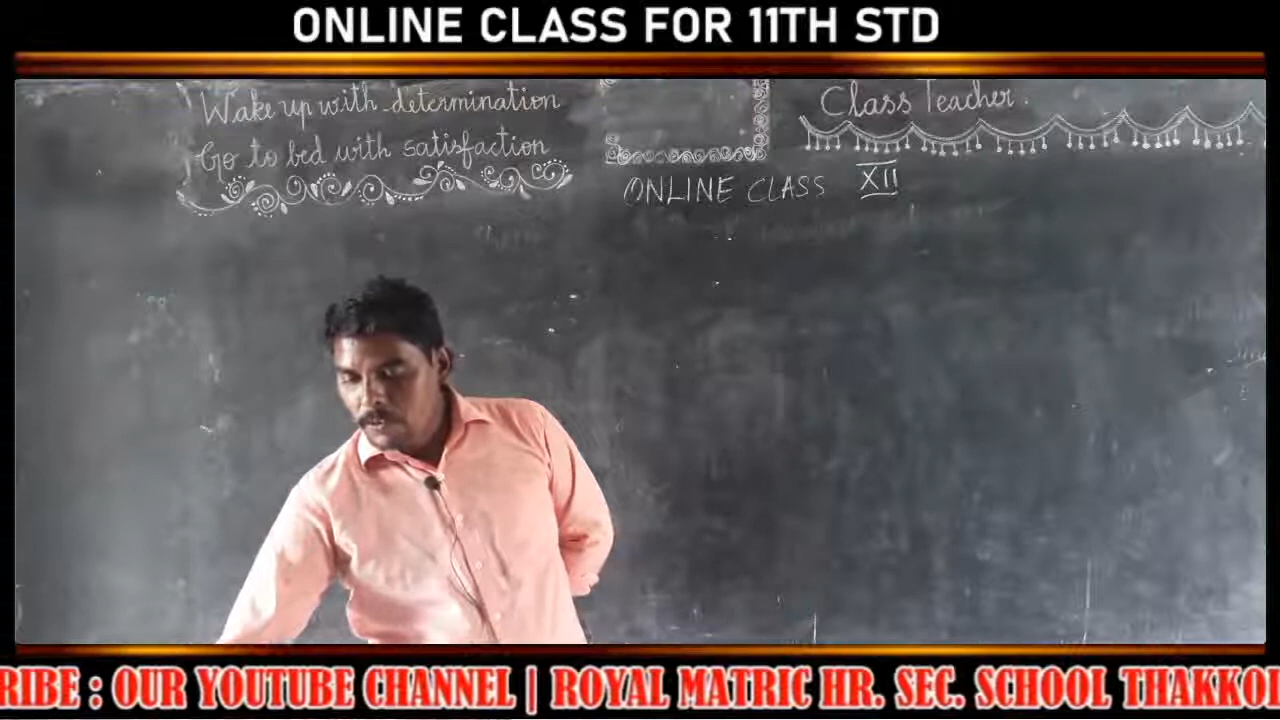 ONLINE CLASS FOR 11TH STD
Wake up with determination
Go to bed with satisfaction
Class Teacher.
ONLINE CLASS XII
RIBE : OUR YOUTUBE CHANNEL | ROYAL MATRIC HR. SEC. SCHOOL THAKKOL